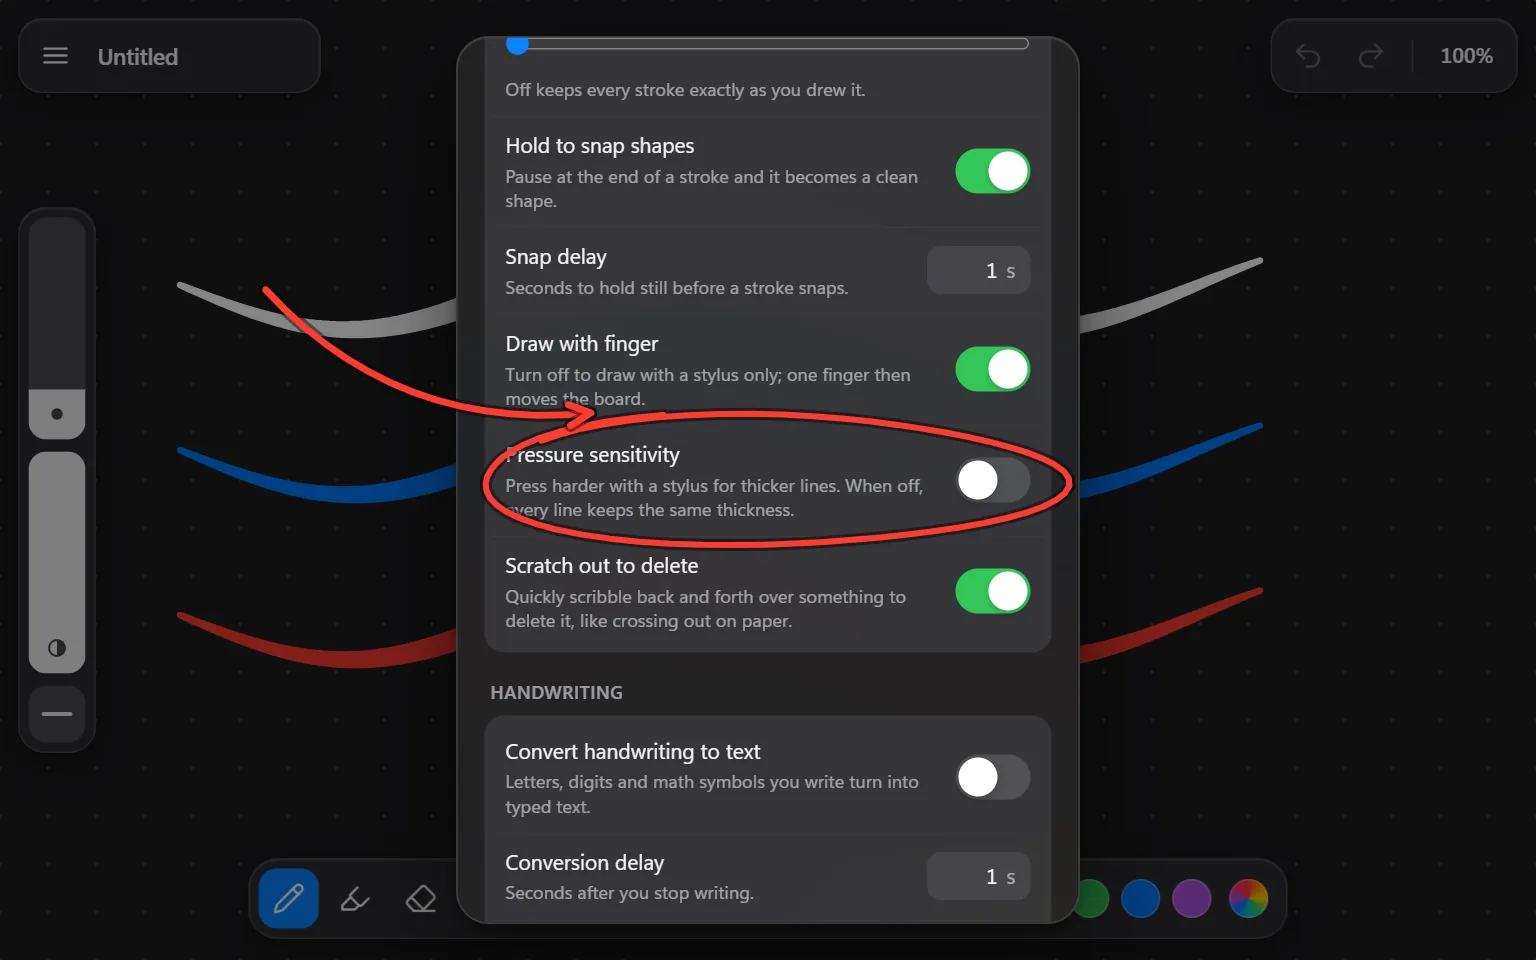 Untitled
100%
Off keeps every stroke exactly as you drew it.
Hold to snap shapes
Pause at the end of a stroke and it becomes a clean
shape.
Snap delay
1 s
Seconds to hold still before a stroke snaps.
Draw with finger
Turn off to draw with a stylus only; one finger then
moves the board.
Pressure sensitivity
Press harder with a stylus for thicker lines. When off,
every line keeps the same thickness.
Scratch out to delete
Quickly scribble back and forth over something to
delete it, like crossing out on paper.
HANDWRITING
Convert handwriting to text
Letters, digits and math symbols you write turn into
typed text.
Conversion delay
1 s
Seconds after you stop writing.